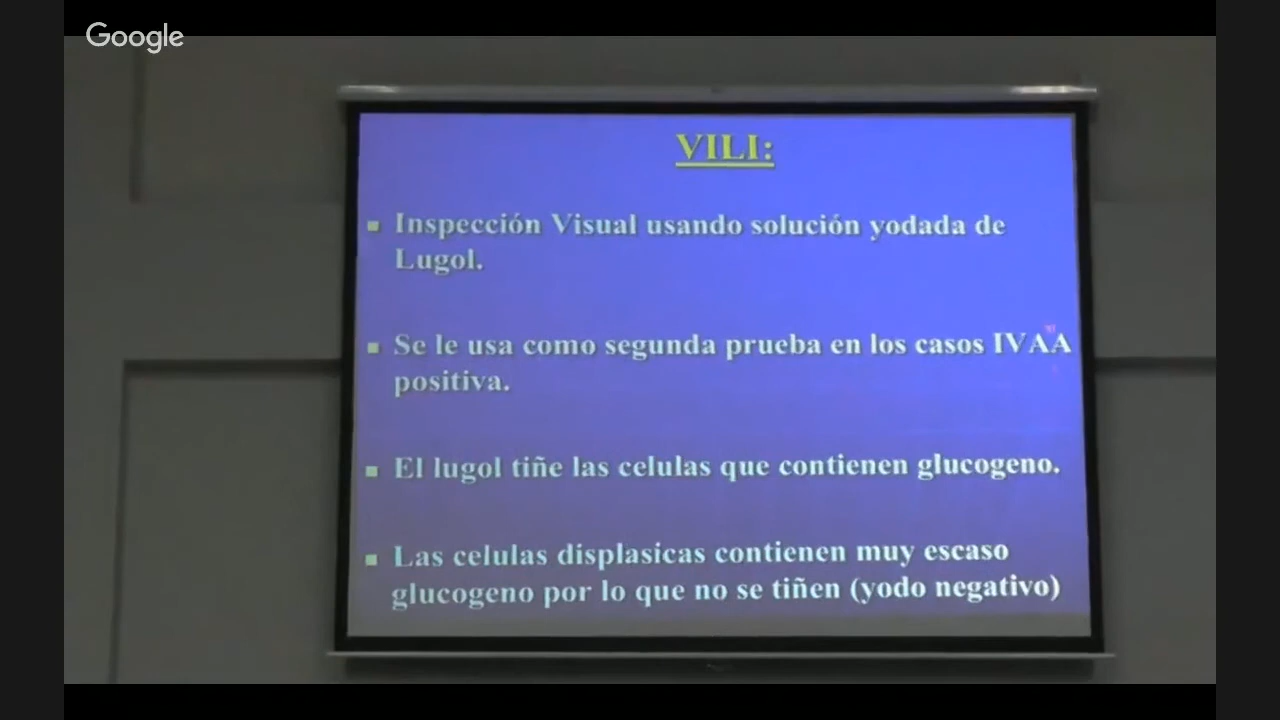 Google
VILI:
Inspección Visual usando solución yodada de
Lugol.
Se le usa como segunda prueba en los casos IVAA
positiva.
El lugol tiñe las celulas que contienen glucogeno.
Las celulas displasicas contienen muy escaso
glucogeno por lo que no se tiñen (yodo negativo)